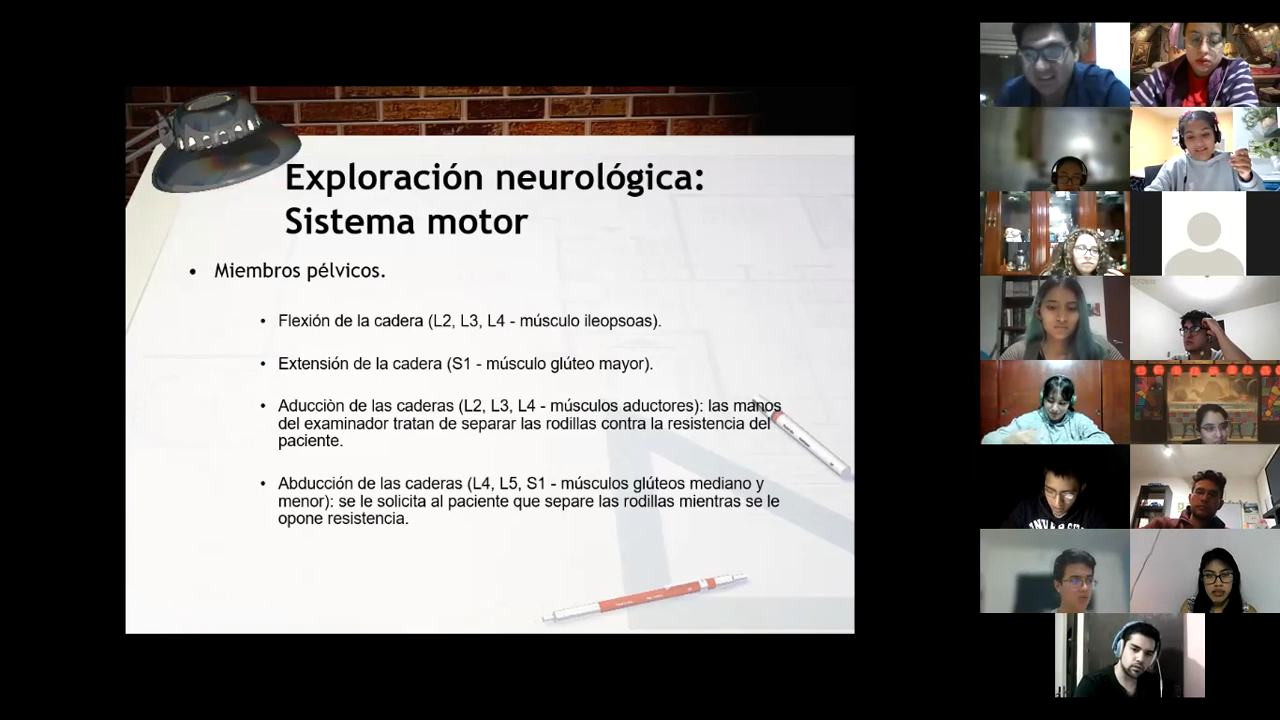 Exploración neurológica:
Sistema motor
• Miembros pélvicos.
• Flexión de la cadera (L2, L3, L4 - músculo ileopsoas).
• Extensión de la cadera (S1 - músculo glúteo mayor).
• Aducciòn de las caderas (L2, L3, L4 - músculos aductores): las manos
del examinador tratan de separar las rodillas contra la resistencia del
paciente.
• Abducción de las caderas (L4, L5, S1 - músculos glúteos mediano y
menor): se le solicita al paciente que separe las rodillas mientras se le
opone resistencia.